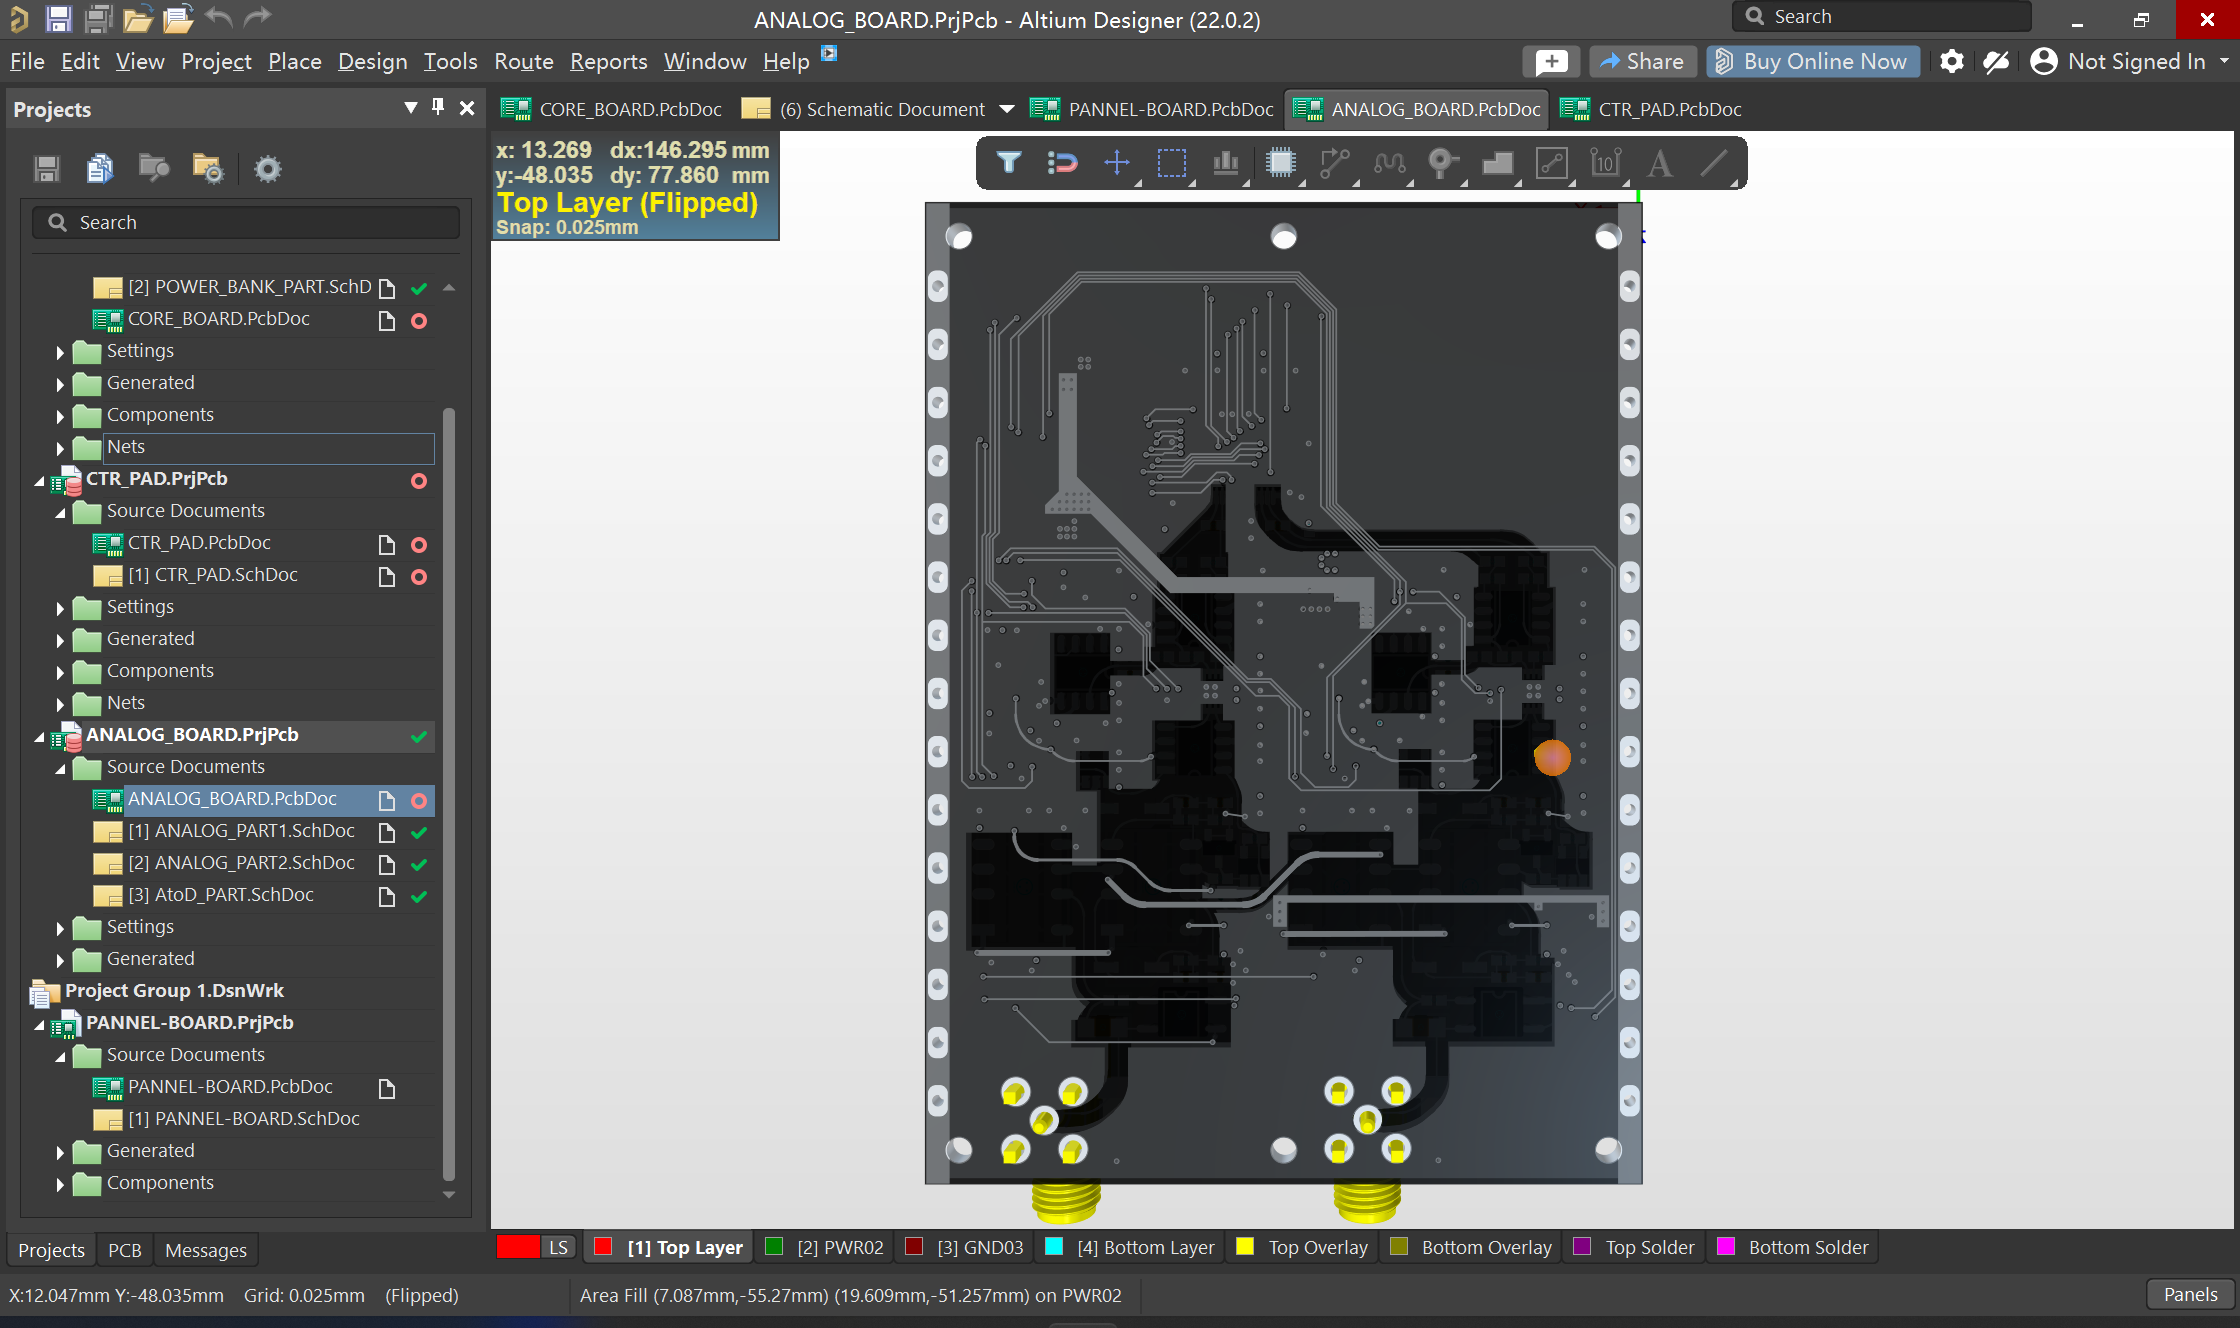 ANALOG_BOARD.PrjPcb - Altium Designer (22.0.2)
Search
File Edit View Project Place Design Tools Route Reports Window Help
Share
Buy Online Now
Not Signed In
Projects
CORE_BOARD.PcbDoc
(6) Schematic Document
PANNEL-BOARD.PcbDoc
ANALOG_BOARD.PcbDoc
CTR_PAD.PcbDoc
x: 13.269 dx:146.295 mm
y:-48.035 dy: 77.860 mm
Top Layer (Flipped)
Snap: 0.025mm
10
A
Search
[2] POWER_BANK_PART.SchD
CORE_BOARD.PcbDoc
Settings
Generated
Components
Nets
CTR_PAD.PrjPcb
Source Documents
CTR_PAD.PcbDoc
[1] CTR_PAD.SchDoc
Settings
Generated
Components
Nets
ANALOG_BOARD.PrjPcb
Source Documents
ANALOG_BOARD.PcbDoc
[1] ANALOG_PART1.SchDoc
[2] ANALOG_PART2.SchDoc
[3] AtoD_PART.SchDoc
Settings
Generated
Project Group 1.DsnWrk
PANNEL-BOARD.PrjPcb
Source Documents
PANNEL-BOARD.PcbDoc
[1] PANNEL-BOARD.SchDoc
Generated
Components
Projects PCB Messages
LS [1] Top Layer [2] PWR02 [3] GND03 [4] Bottom Layer Top Overlay Bottom Overlay Top Solder Bottom Solder
X:12.047mm Y:-48.035mm Grid: 0.025mm (Flipped)
Area Fill (7.087mm,-55.27mm) (19.609mm,-51.257mm) on PWR02
Panels